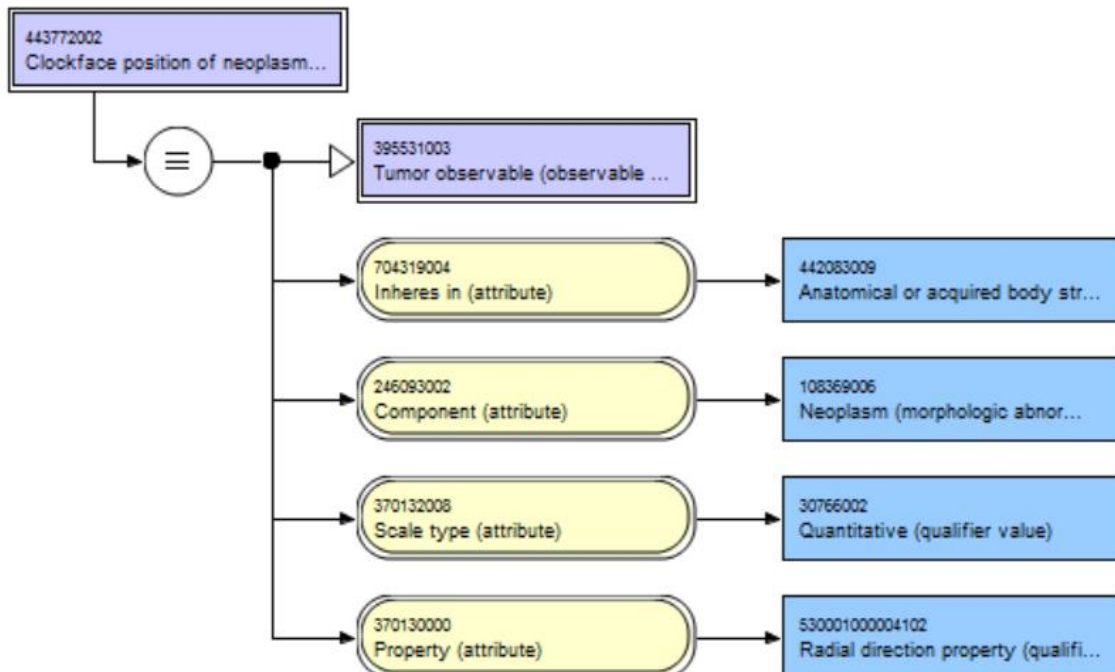 443772002
Clockface position of neoplasm...
395531003
Tumor observable (observable ...
704319004
Inheres in (attribute)
442083009
Anatomical or acquired body str...
246093002
Component (attribute)
108369006
Neoplasm (morphologic abnor...
370132008
Scale type (attribute)
30766002
Quantitative (qualifier value)
370130000
Property (attribute)
530001000004102
Radial direction property (qualifi...